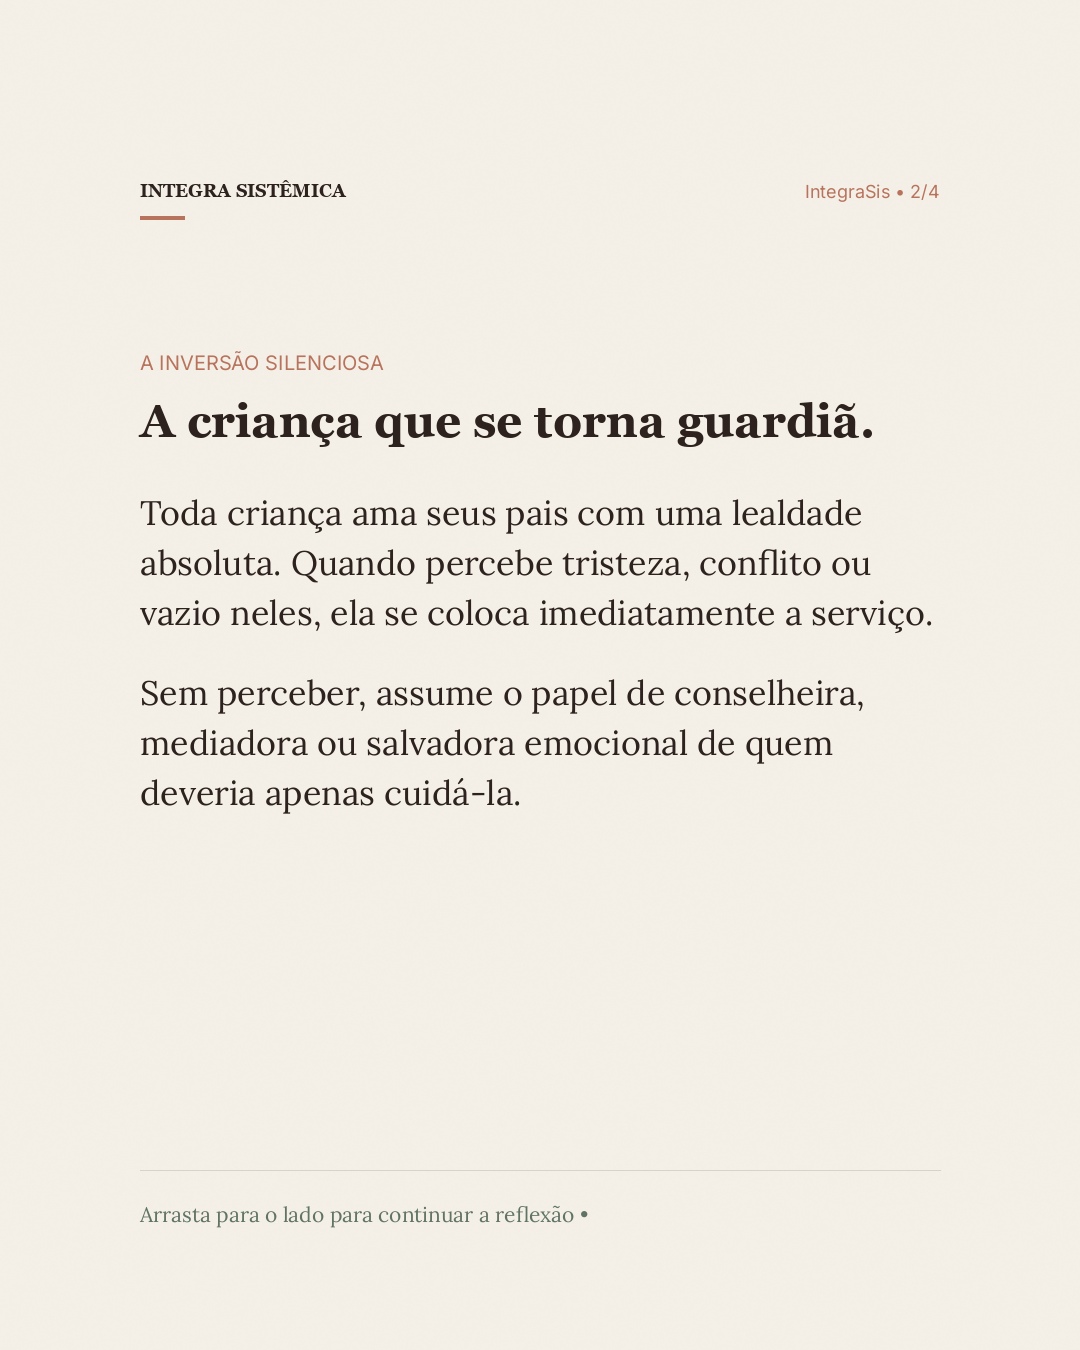 INTEGRA SISTÊMICA
IntegraSis • 2/4
A INVERSÃO SILENCIOSA
A criança que se torna guardiã.
Toda criança ama seus pais com uma lealdade
absoluta. Quando percebe tristeza, conflito ou
vazio neles, ela se coloca imediatamente a serviço.
Sem perceber, assume o papel de conselheira,
mediadora ou salvadora emocional de quem
deveria apenas cuidá-la.
Arrasta para o lado para continuar a reflexão •